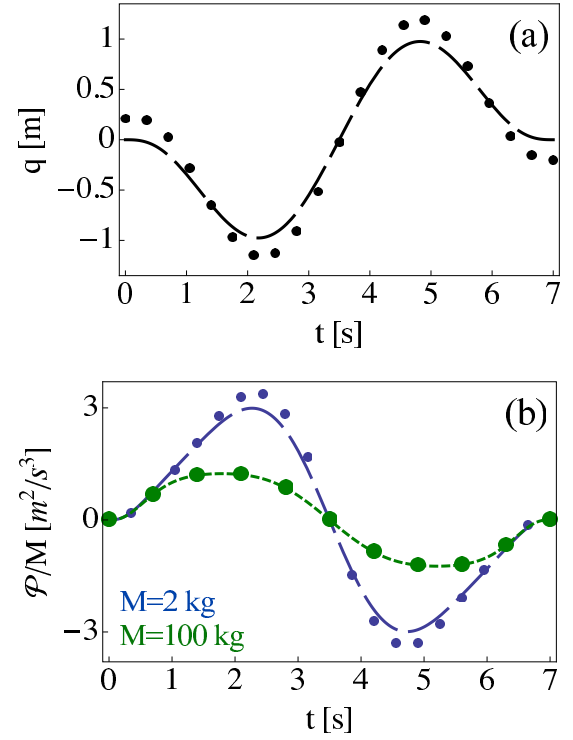 (a)
q [m]
1
0.5
0
−0.5
−1
0 1 2 3 4 5 6 7
t [s]
(b)
𝒫/M [m²/s³]
3
0
−3
M=2 kg
M=100 kg
0 1 2 3 4 5 6 7
t [s]